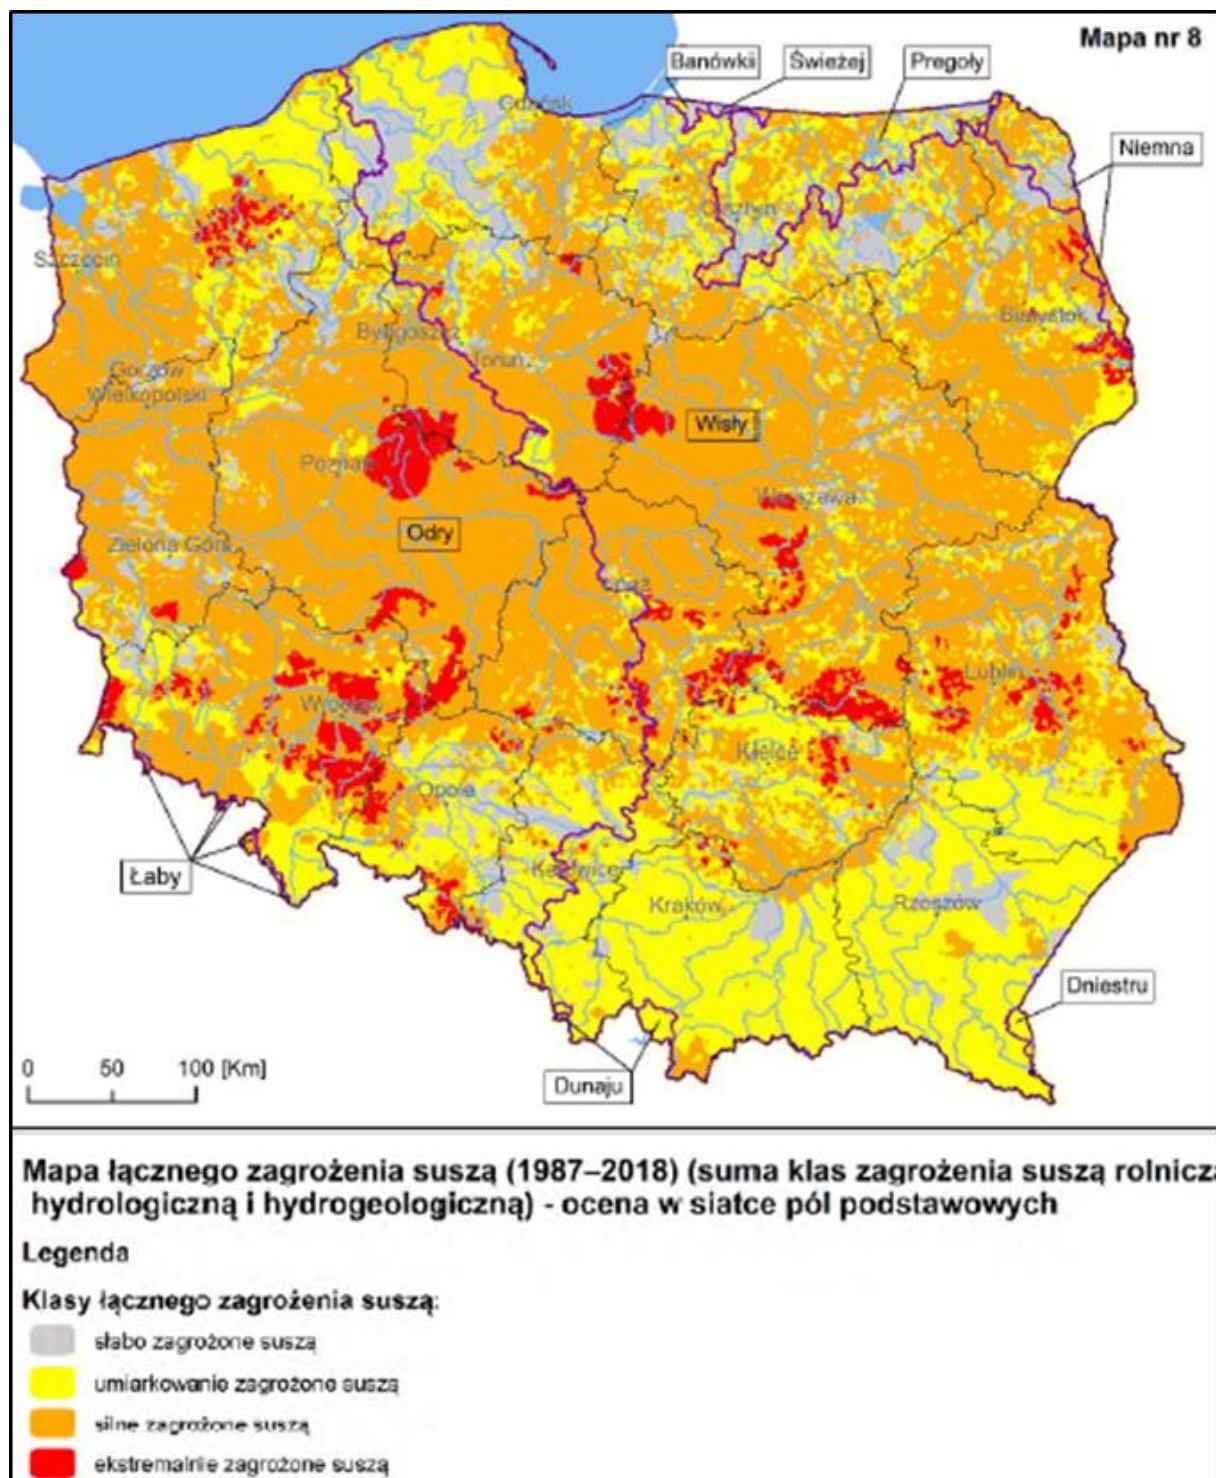 Mapa nr 8
Banówkii
Świeżej
Pregoły
Gdańsk
Niemna
Olsztyn
Szczecin
Białystok
Bydgoszcz
Toruń
Gorzów
Wielkopolski
Wisły
Poznań
Warszawa
Odry
Zielona Góra
Łódź
Lublin
Wrocław
Kielce
Opole
Łaby
Katowice
Kraków
Rzeszów
Dniestru
0 50 100 [Km]
Dunaju
Mapa łącznego zagrożenia suszą (1987–2018) (suma klas zagrożenia suszą rolniczą
hydrologiczną i hydrogeologiczną) - ocena w siatce pól podstawowych
Legenda
Klasy łącznego zagrożenia suszą:
słabo zagrożone suszą
umiarkowanie zagrożone suszą
silne zagrożone suszą
ekstremalnie zagrożone suszą